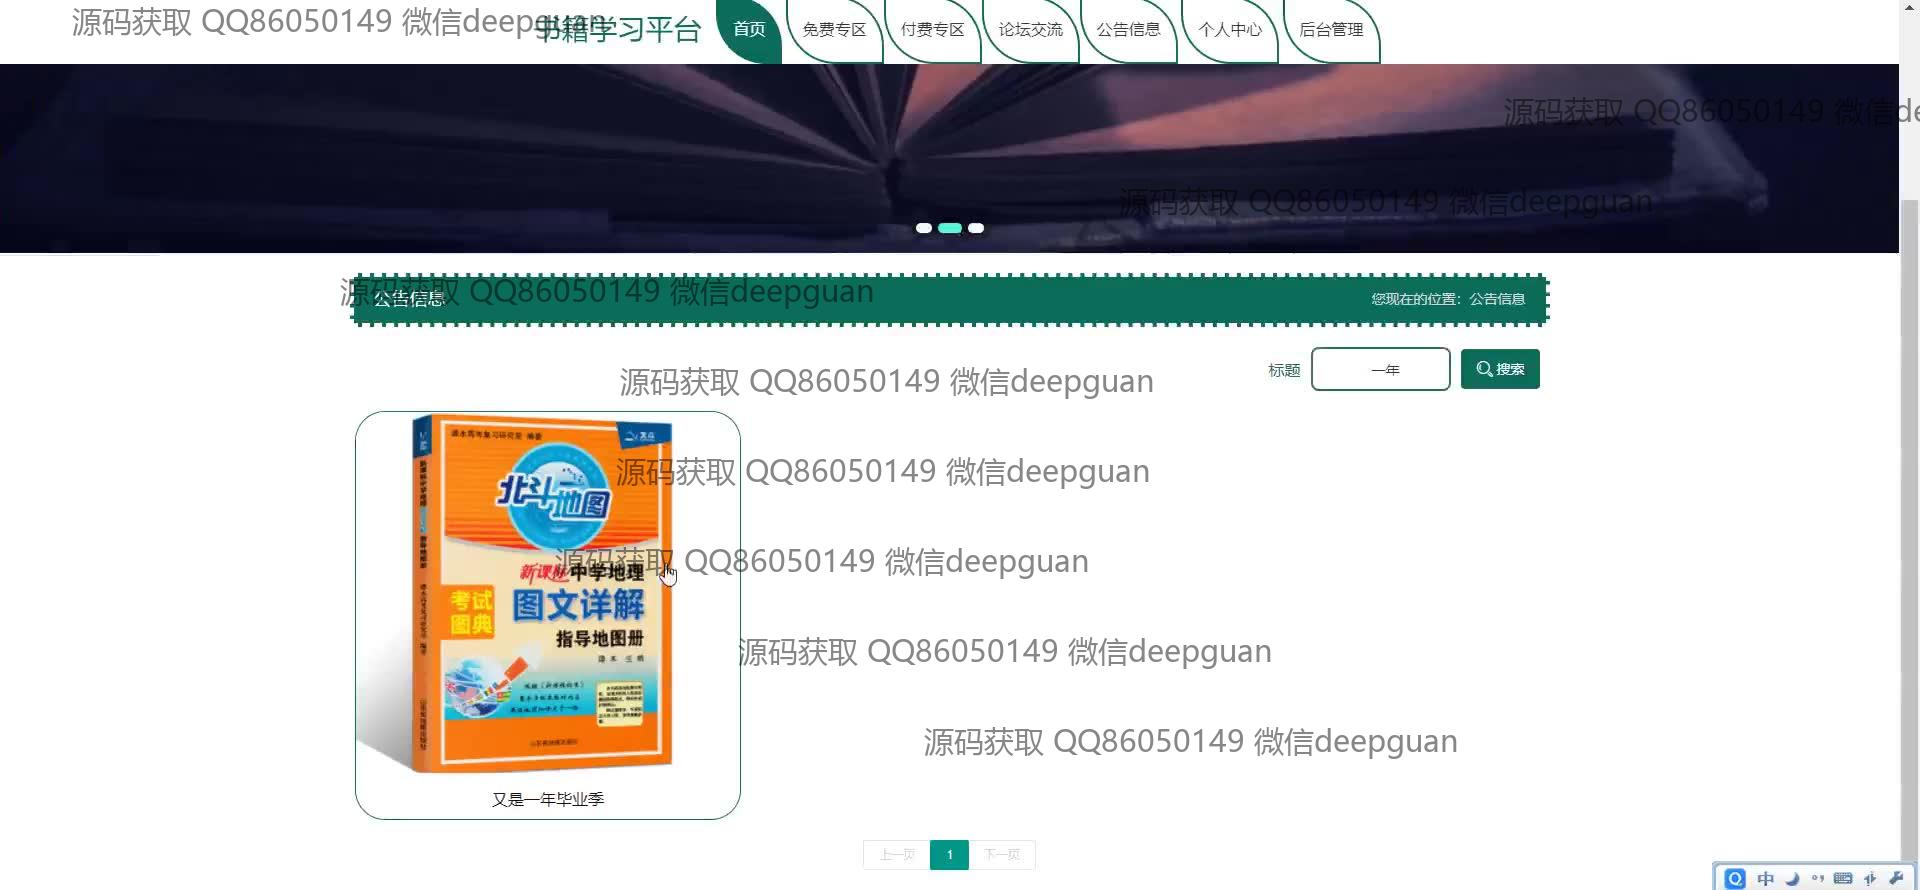 源码获取 QQ86050149 微信deepguan
书籍学习平台
首页
免费专区
付费专区
论坛交流
公告信息
个人中心
后台管理
源码获取 QQ86050149 微信de
源码获取 QQ86050149 微信deepguan
源码获取 QQ86050149 微信deepguan
公告信息
您现在的位置：公告信息
标题
一年
搜索
源码获取 QQ86050149 微信deepguan
北斗地图
源码获取 QQ86050149 微信deepguan
源码获取 QQ86050149 微信deepguan
新课标中学地理
考试
图典
图文详解
指导地图册
源码获取 QQ86050149 微信deepguan
源码获取 QQ86050149 微信deepguan
又是一年毕业季
上一页
1
下一页
中